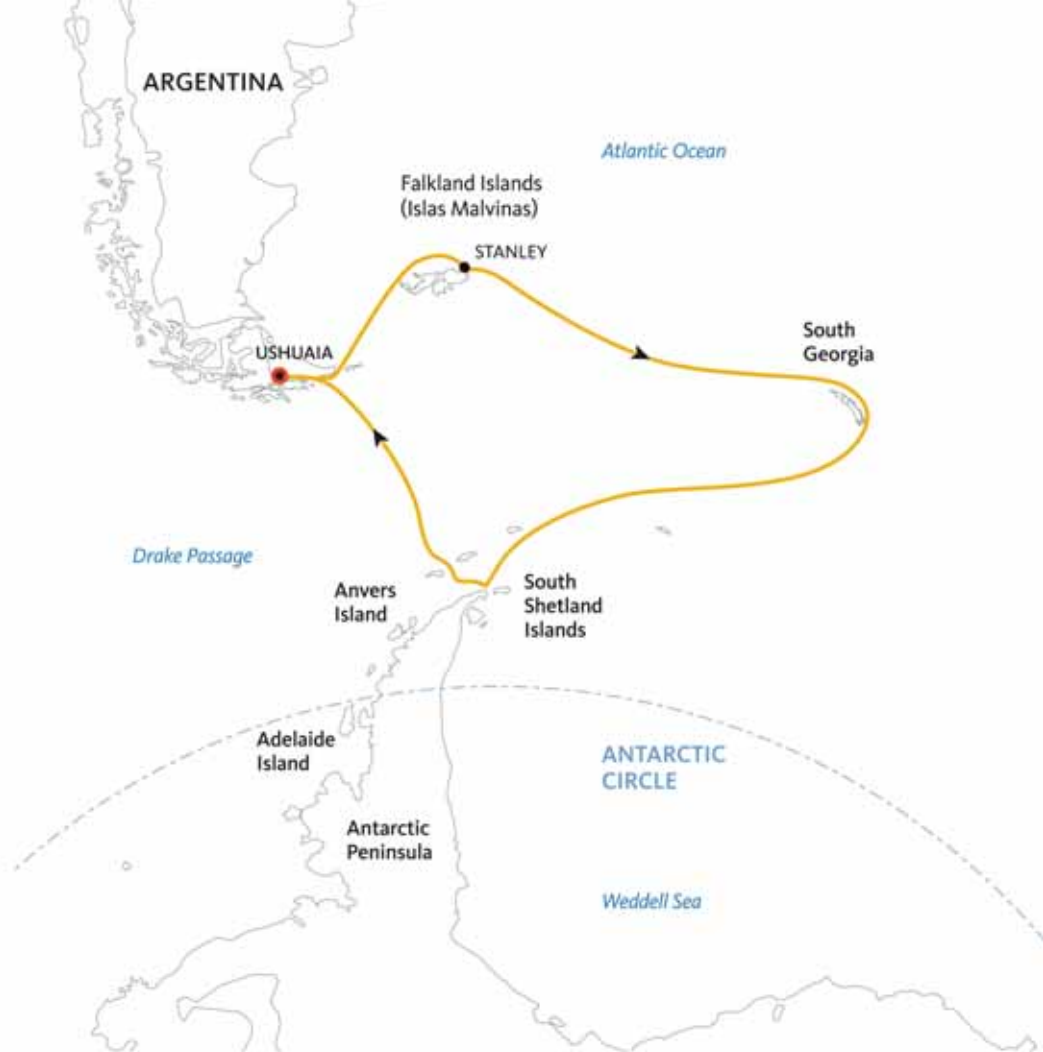 ARGENTINA
Atlantic Ocean
Falkland Islands
(Islas Malvinas)
STANLEY
South
Georgia
USHUAIA
Drake Passage
Anvers
Island
South
Shetland
Islands
Adelaide
Island
ANTARCTIC
CIRCLE
Antarctic
Peninsula
Weddell Sea